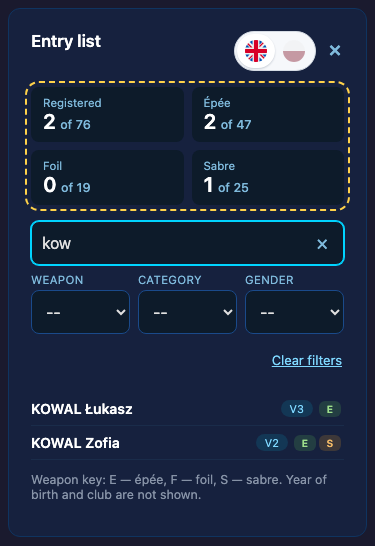 Entry list
×
Registered
2 of 76
Épée
2 of 47
Foil
0 of 19
Sabre
1 of 25
kow
×
WEAPON
CATEGORY
GENDER
--
--
--
Clear filters
KOWAL Łukasz V3 E
KOWAL Zofia V2 E S
Weapon key: E — épée, F — foil, S — sabre. Year of
birth and club are not shown.